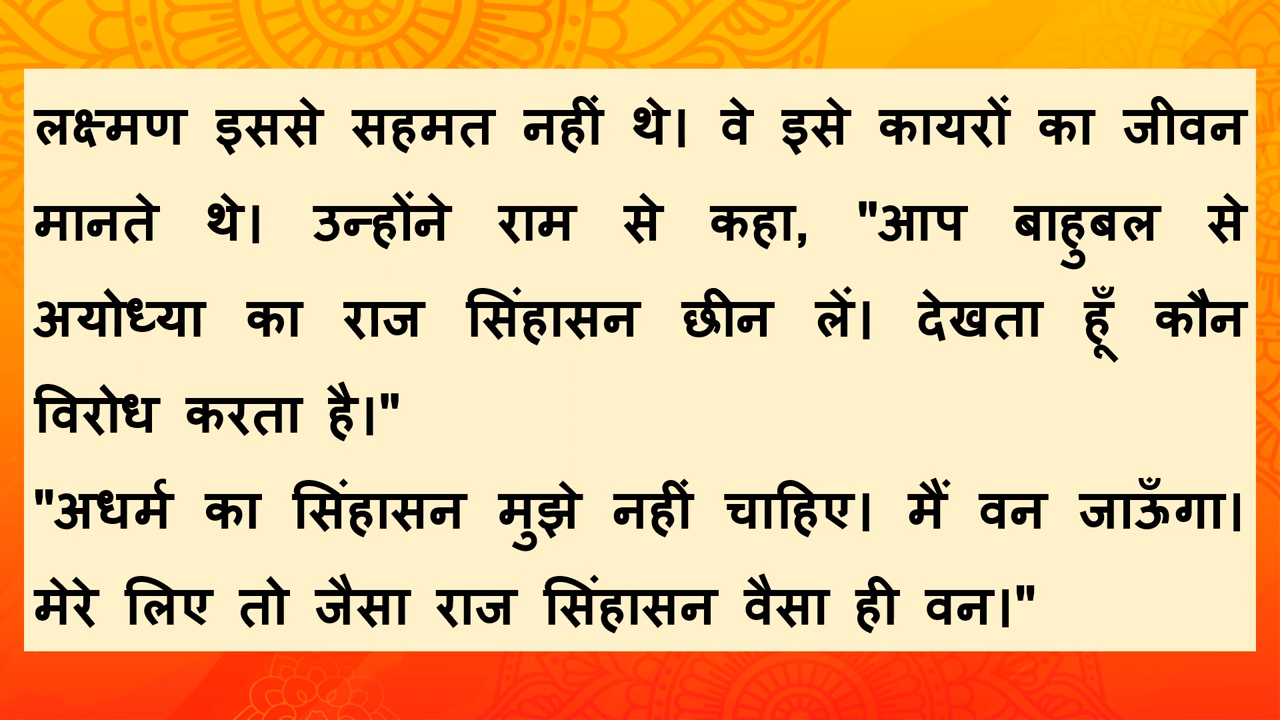 लक्ष्मण इससे सहमत नहीं थे। वे इसे कायरों का जीवन
मानते थे। उन्होंने राम से कहा, "आप बाहुबल से
अयोध्या का राज सिंहासन छीन लें। देखता हूँ कौन
विरोध करता है।"
"अधर्म का सिंहासन मुझे नहीं चाहिए। मैं वन जाऊँगा।
मेरे लिए तो जैसा राज सिंहासन वैसा ही वन।"